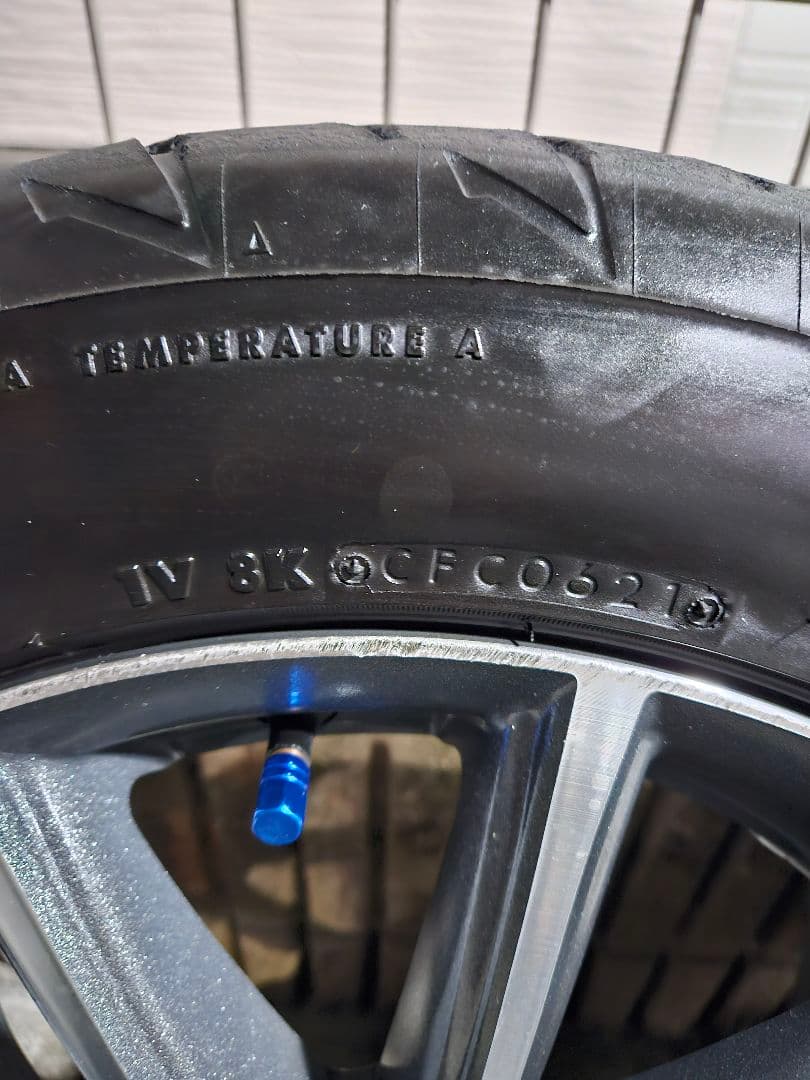 A TEMPERATURE A
1V 8K CFC0621